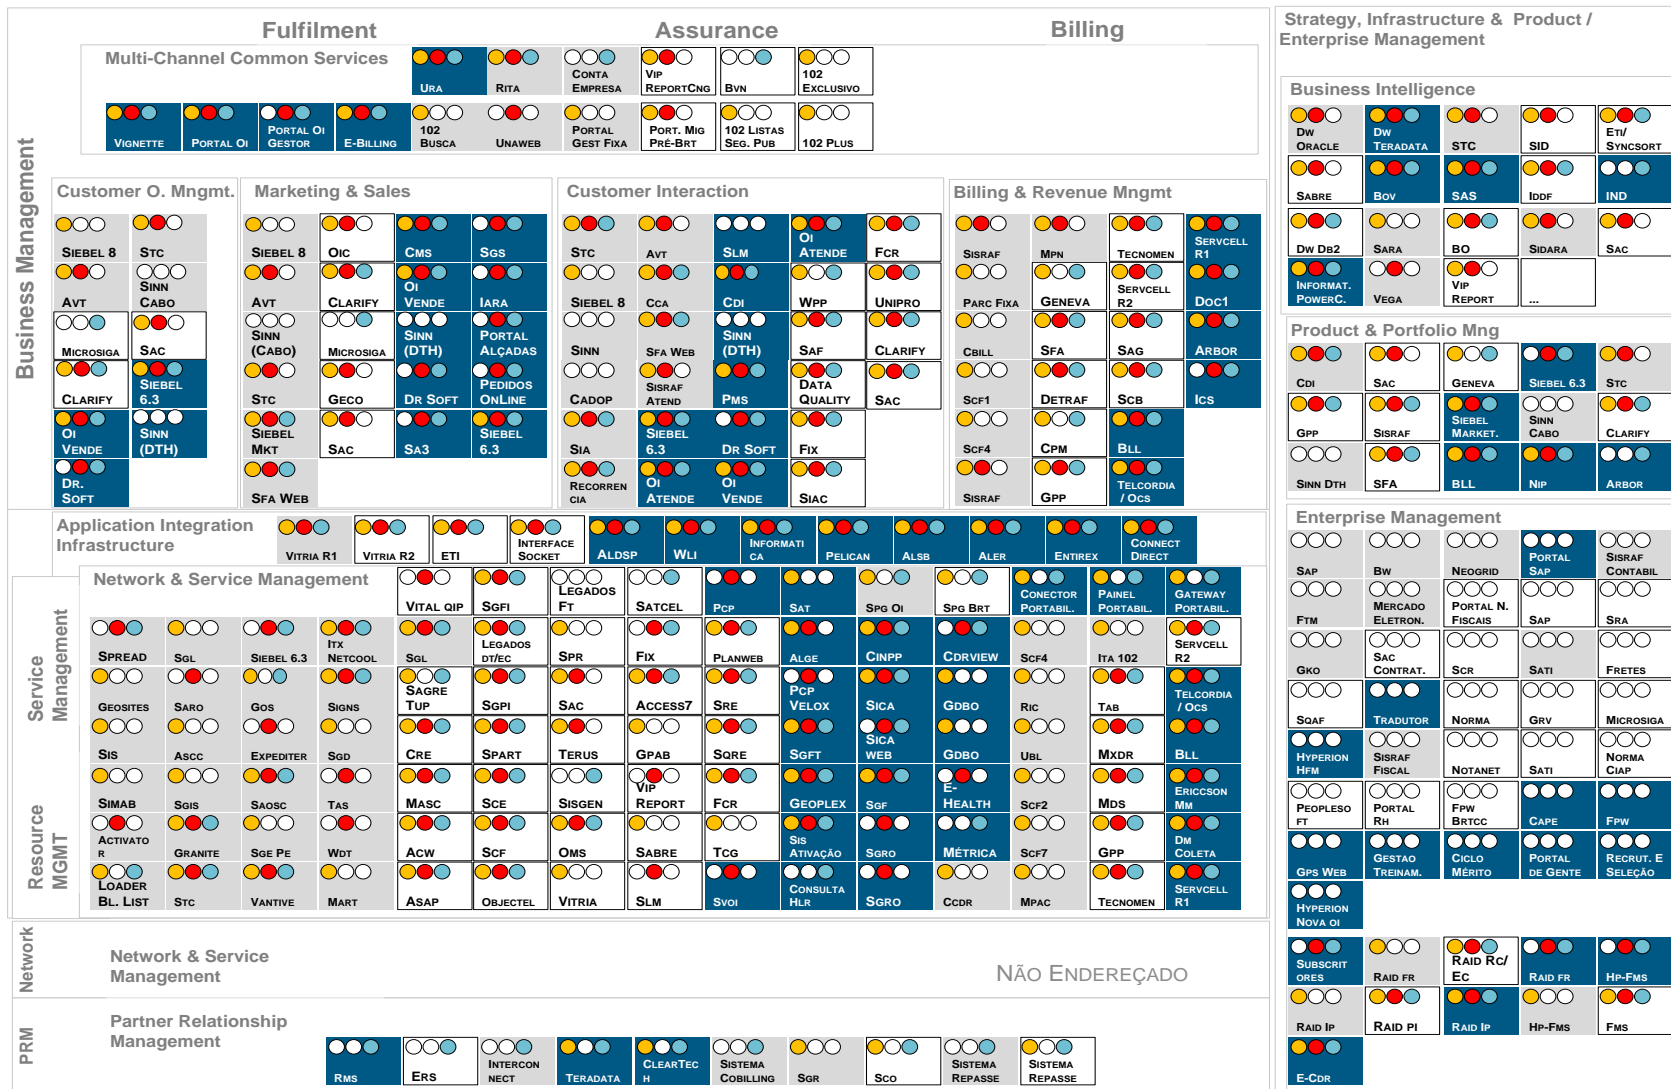 Fulfilment
Assurance
Billing
Strategy, Infrastructure & Product /
Enterprise Management
Multi-Channel Common Services
URA
RITA
CONTA
EMPRESA
VIP
REPORTCNG
BVN
102
EXCLUSIVO
VIGNETTE
PORTAL OI
PORTAL OI
GESTOR
E-BILLING
102
BUSCA
UNAWEB
PORTAL
GEST FIXA
PORT. MIG
PRÉ-BRT
102 LISTAS
SEG. PUB
102 PLUS
Business Management
Customer O. Mngmt.
SIEBEL 8
STC
AVT
SINN
CABO
MICROSIGA
SAC
CLARIFY
SIEBEL
6.3
OI
VENDE
SINN
(DTH)
DR.
SOFT
Marketing & Sales
SIEBEL 8
OIC
CMS
SGS
AVT
CLARIFY
OI
VENDE
IARA
SINN
(CABO)
MICROSIGA
SINN
(DTH)
PORTAL
ALÇADAS
STC
GECO
DR SOFT
PEDIDOS
ONLINE
SIEBEL
MKT
SAC
SA3
SIEBEL
6.3
SFA WEB
Customer Interaction
STC
AVT
SLM
OI
ATENDE
FCR
SIEBEL 8
CCA
CDI
WPP
UNIPRO
SINN
SFA WEB
SINN
(DTH)
SAF
CLARIFY
CADOP
SISRAF
ATEND
PMS
DATA
QUALITY
SAC
SIA
SIEBEL
6.3
DR SOFT
FIX
RECORREN
CIA
OI
ATENDE
OI
VENDE
SIAC
Billing & Revenue Mngmt
SISRAF
MPN
TECNOMEN
SERVCELL
R1
PARC FIXA
GENEVA
SERVCELL
R2
DOC1
CBILL
SFA
SAG
ARBOR
SCF1
DETRAF
SCB
ICS
SCF4
CPM
BLL
SISRAF
GPP
TELCORDIA
/ OCS
Application Integration
Infrastructure
VITRIA R1
VITRIA R2
ETI
INTERFACE
SOCKET
ALDSP
WLI
INFORMATI
CA
PELICAN
ALSB
ALER
ENTIREX
CONNECT
DIRECT
Service
Management
Resource
MGMT
Network & Service Management
VITAL QIP
SGFI
LEGADOS
FT
SATCEL
PCP
SAT
SPG OI
SPG BRT
CONECTOR
PORTABIL.
PAINEL
PORTABIL.
GATEWAY
PORTABIL.
SPREAD
SGL
SIEBEL 6.3
ITX
NETCOOL
SGL
LEGADOS
DT/EC
SPR
FIX
PLANWEB
ALGE
CINPP
CDRVIEW
SCF4
ITA 102
SERVCELL
R2
GEOSITES
SARO
GOS
SIGNS
SAGRE
TUP
SGPI
SAC
ACCESS7
SRE
PCP
VELOX
SICA
GDBO
RIC
TAB
TELCORDIA
/ OCS
SIS
ASCC
EXPEDITER
SGD
CRE
SPART
TERUS
GPAB
SQRE
SGFT
SICA
WEB
GDBO
UBL
MXDR
BLL
SIMAB
SGIS
SAOSC
TAS
MASC
SCE
SISGEN
VIP
REPORT
FCR
GEOPLEX
SGF
E-
HEALTH
SCF2
MDS
ERICCSON
MM
ACTIVATO
R
GRANITE
SGE PE
WDT
ACW
SCF
OMS
SABRE
TCG
SIS
ATIVAÇÃO
SGRO
MÉTRICA
SCF7
GPP
DM
COLETA
LOADER
BL. LIST
STC
VANTIVE
MART
ASAP
OBJECTEL
VITRIA
SLM
SVOI
CONSULTA
HLR
SGRO
CCDR
MPAC
TECNOMEN
SERVCELL
R1
Network
Network & Service
Management
NÃO ENDEREÇADO
PRM
Partner Relationship
Management
RMS
ERS
INTERCON
NECT
TERADATA
CLEARTEC
H
SISTEMA
COBILLING
SGR
SCO
SISTEMA
REPASSE
SISTEMA
REPASSE
Business Intelligence
DW
ORACLE
DW
TERADATA
STC
SID
ETI/
SYNCSORT
SABRE
BOV
SAS
IDDF
IND
DW DB2
SARA
BO
SIDARA
SAC
INFORMAT.
POWERC.
VEGA
VIP
REPORT
...
Product & Portfolio Mng
CDI
SAC
GENEVA
SIEBEL 6.3
STC
GPP
SISRAF
SIEBEL
MARKET.
SINN
CABO
CLARIFY
SINN DTH
SFA
BLL
NIP
ARBOR
Enterprise Management
SAP
BW
NEOGRID
PORTAL
SAP
SISRAF
CONTABIL
FTM
MERCADO
ELETRON.
PORTAL N.
FISCAIS
SAP
SRA
GKO
SAC
CONTRAT.
SCR
SATI
FRETES
SQAF
TRADUTOR
NORMA
GRV
MICROSIGA
HYPERION
HFM
SISRAF
FISCAL
NOTANET
SATI
NORMA
CIAP
PEOPLESO
FT
PORTAL
RH
FPW
BRTCC
CAPE
FPW
GPS WEB
GESTAO
TREINAM.
CICLO
MÉRITO
PORTAL
DE GENTE
RECRUT. E
SELEÇÃO
HYPERION
NOVA OI
SUBSCRIT
ORES
RAID FR
RAID RC/
EC
RAID FR
HP-FMS
RAID IP
RAID PI
RAID IP
HP-FMS
FMS
E-CDR